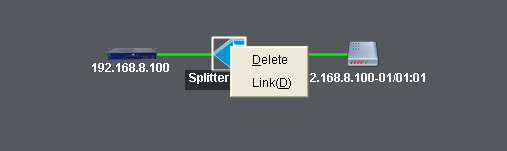 Delete
Link(D)
192.168.8.100
Splitter
2.168.8.100-01/01:01